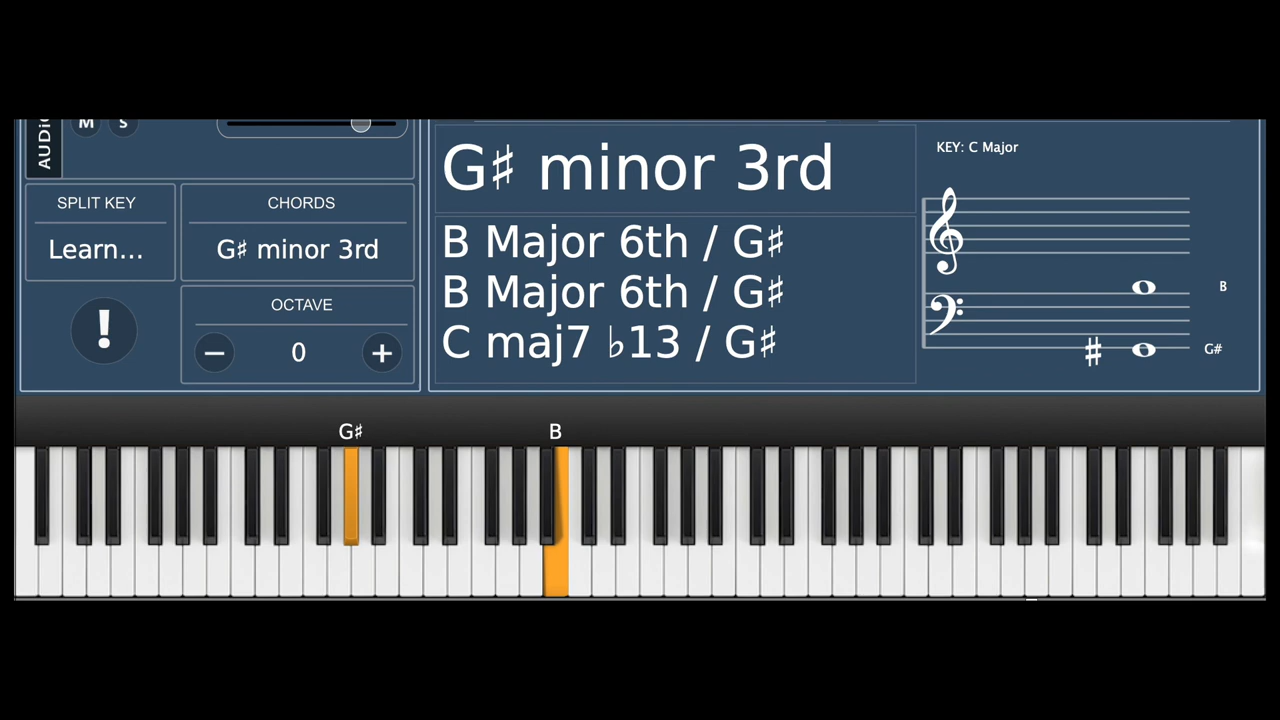 AUDiO
M S
SPLIT KEY
Learn...
CHORDS
G♯ minor 3rd
!
OCTAVE
− 0 +
G♯ minor 3rd
B Major 6th / G♯
B Major 6th / G♯
C maj7 ♭13 / G♯
KEY: C Major
B
♯ G#
G♯ B